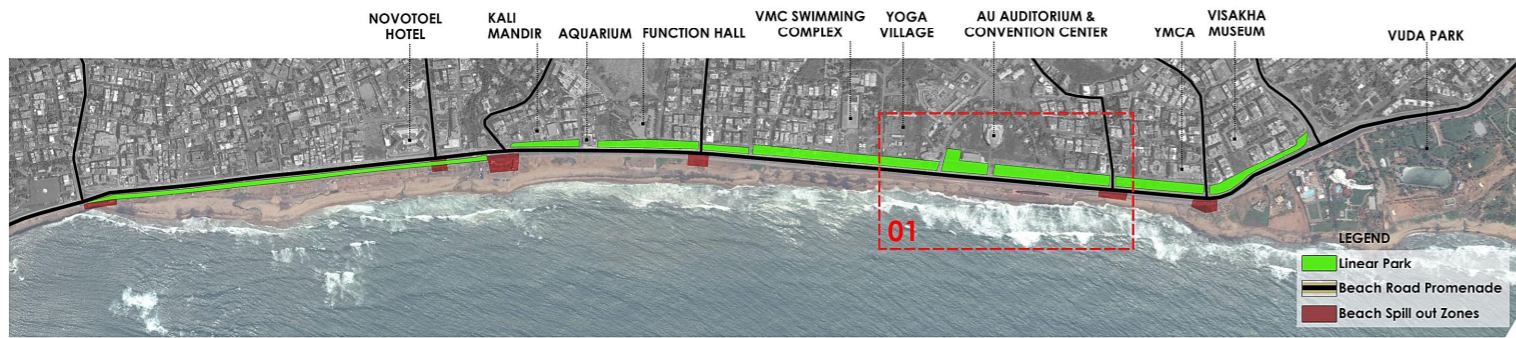 NOVOTOEL
HOTEL
KALI
MANDIR
AQUARIUM
FUNCTION HALL
VMC SWIMMING
COMPLEX
YOGA
VILLAGE
AU AUDITORIUM &
CONVENTION CENTER
YMCA
VISAKHA
MUSEUM
VUDA PARK
01
LEGEND
Linear Park
Beach Road Promenade
Beach Spill out Zones